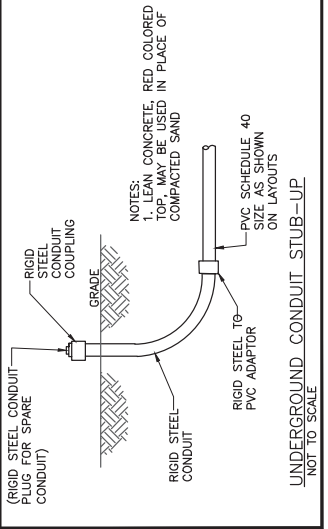 (RIGID STEEL CONDUIT
PLUG FOR SPARE
CONDUIT)
RIGID
STEEL
CONDUIT
COUPLING
GRADE
NOTES:
1. LEAN CONCRETE, RED COLORED
TOP, MAY BE USED IN PLACE OF
COMPACTED SAND
RIGID STEEL
CONDUIT
RIGID STEEL TO
PVC ADAPTOR
PVC SCHEDULE 40
SIZE AS SHOWN
ON LAYOUTS
UNDERGROUND CONDUIT STUB-UP
NOT TO SCALE